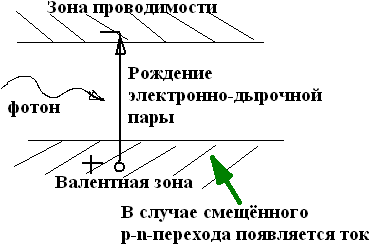 Зона проводимости
Рождение
электронно-дырочной
пары
фотон
Валентная зона
В случае смещённого
p-n-перехода появляется ток